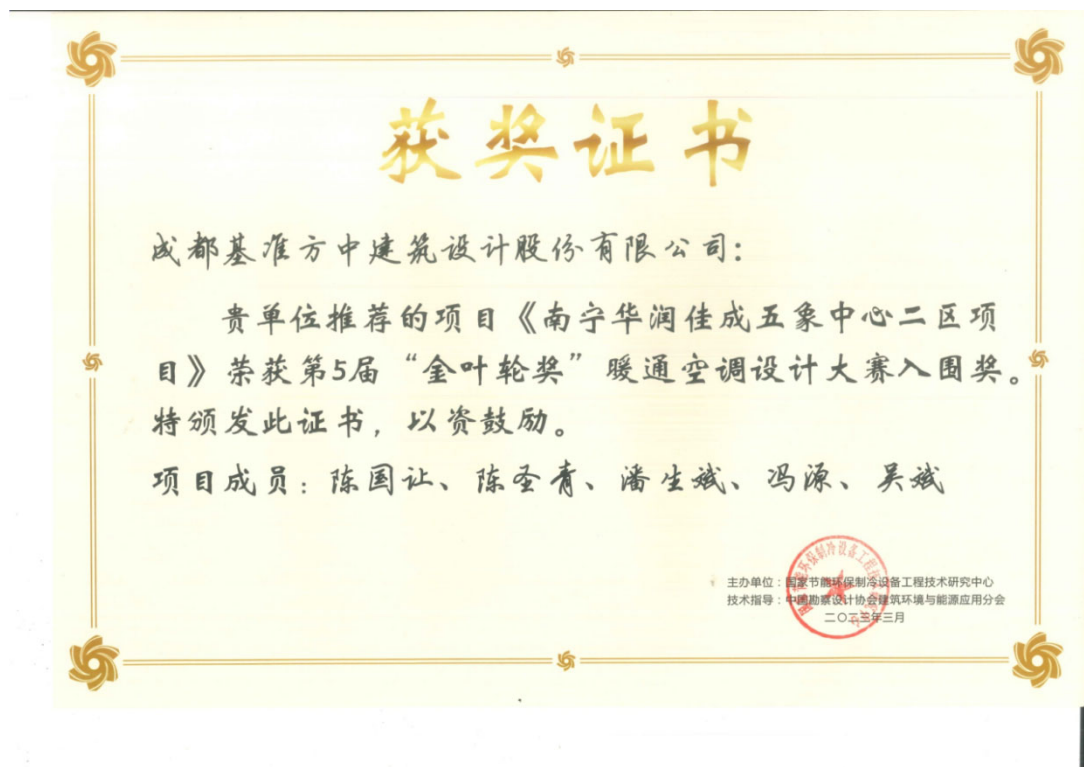 获奖证书
成都基准方中建筑设计股份有限公司：
贵单位推荐的项目《南宁华润佳成五象中心二区项
目》荣获第5届“金叶轮奖”暖通空调设计大赛入围奖。
特颁发此证书，以资鼓励。
项目成员：陈国让、陈圣青、潘生斌、冯源、吴斌
主办单位：国家节能环保制冷设备工程技术研究中心
技术指导：中国勘察设计协会建筑环境与能源应用分会
二〇二三年三月